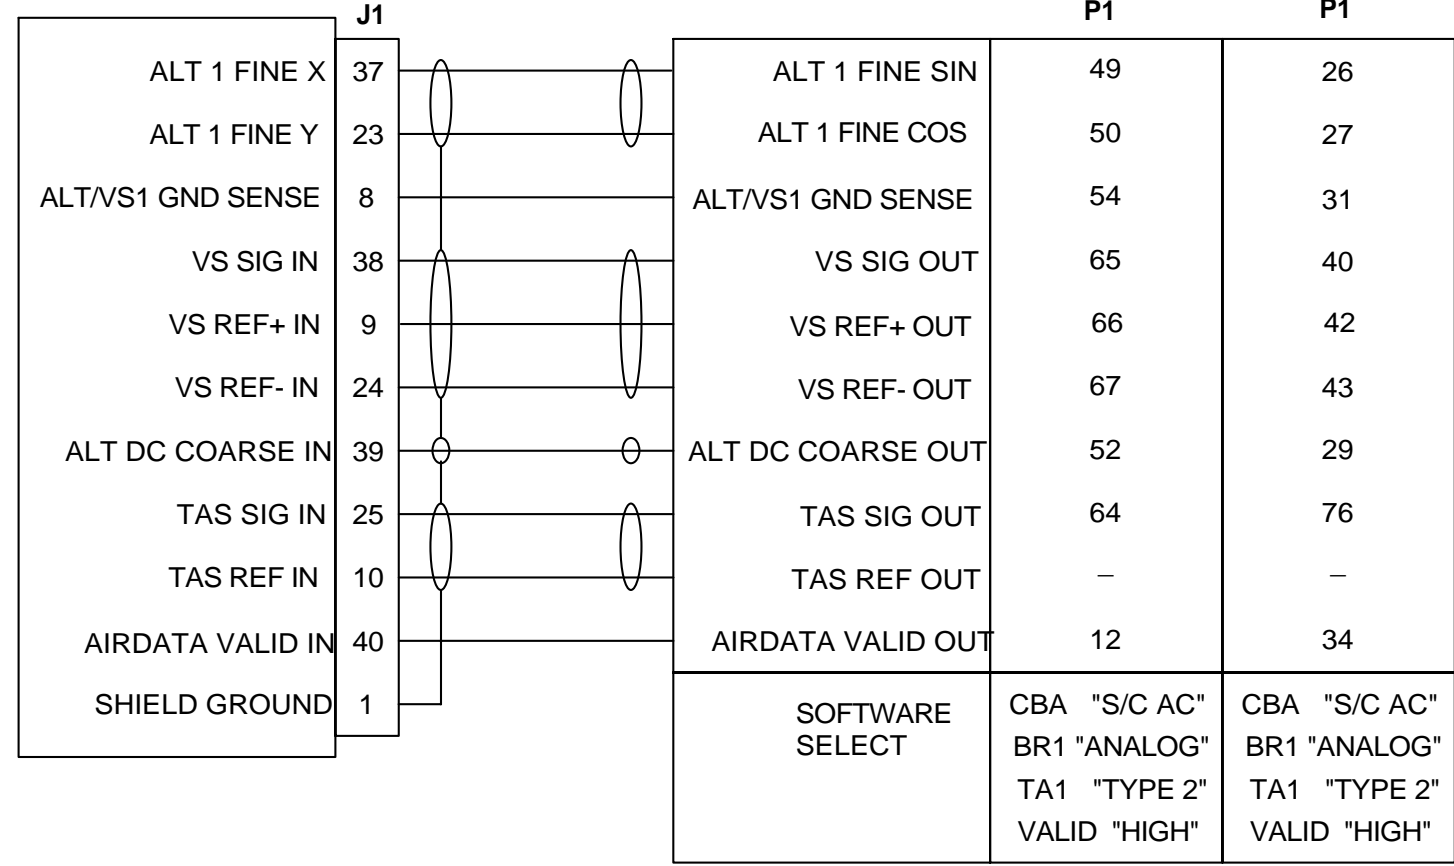 J1 P1 P1
ALT 1 FINE X 37 ALT 1 FINE SIN 49 26
ALT 1 FINE Y 23 ALT 1 FINE COS 50 27
ALT/VS1 GND SENSE 8 ALT/VS1 GND SENSE 54 31
VS SIG IN 38 VS SIG OUT 65 40
VS REF+ IN 9 VS REF+ OUT 66 42
VS REF- IN 24 VS REF- OUT 67 43
ALT DC COARSE IN 39 ALT DC COARSE OUT 52 29
TAS SIG IN 25 TAS SIG OUT 64 76
TAS REF IN 10 TAS REF OUT – –
AIRDATA VALID IN 40 AIRDATA VALID OUT 12 34
SHIELD GROUND 1
SOFTWARE
SELECT
CBA "S/C AC"
BR1 "ANALOG"
TA1 "TYPE 2"
VALID "HIGH"
CBA "S/C AC"
BR1 "ANALOG"
TA1 "TYPE 2"
VALID "HIGH"